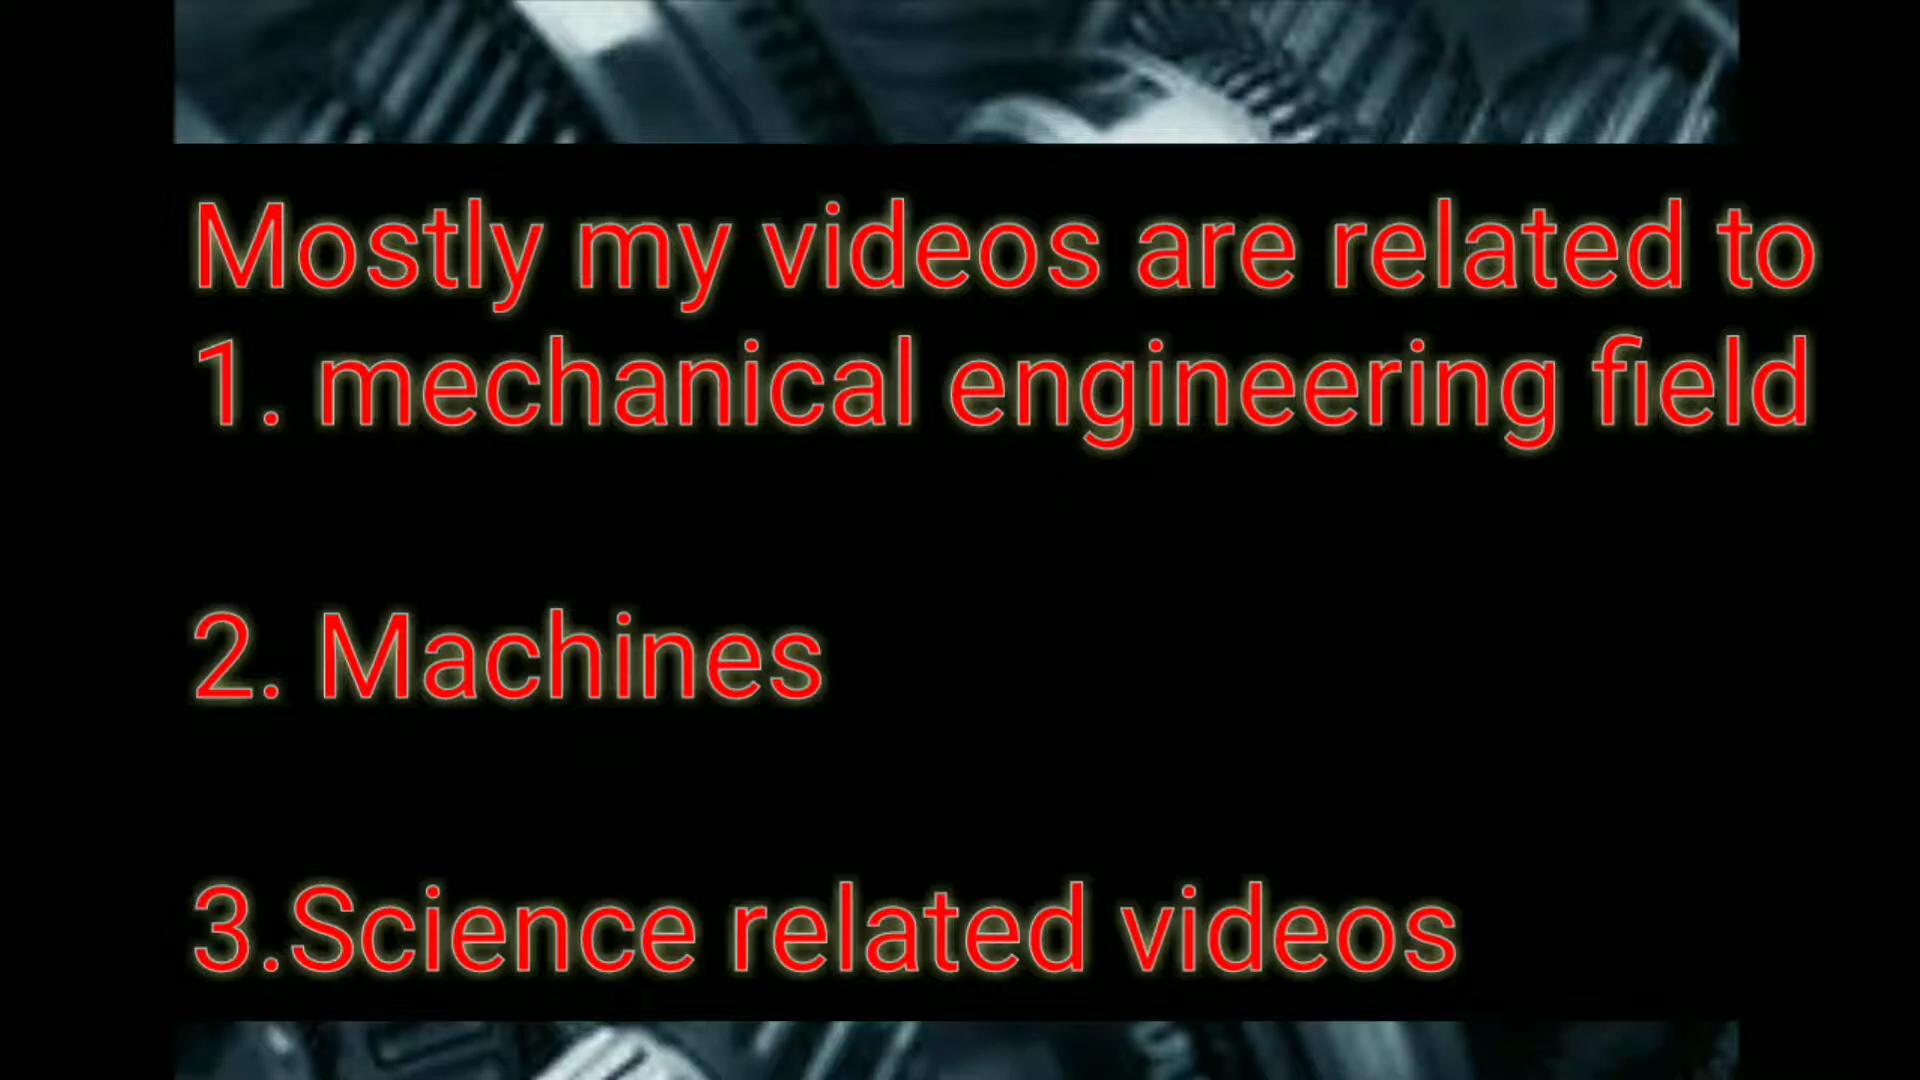 Mostly my videos are related to
1. mechanical engineering field
2. Machines
3.Science related videos